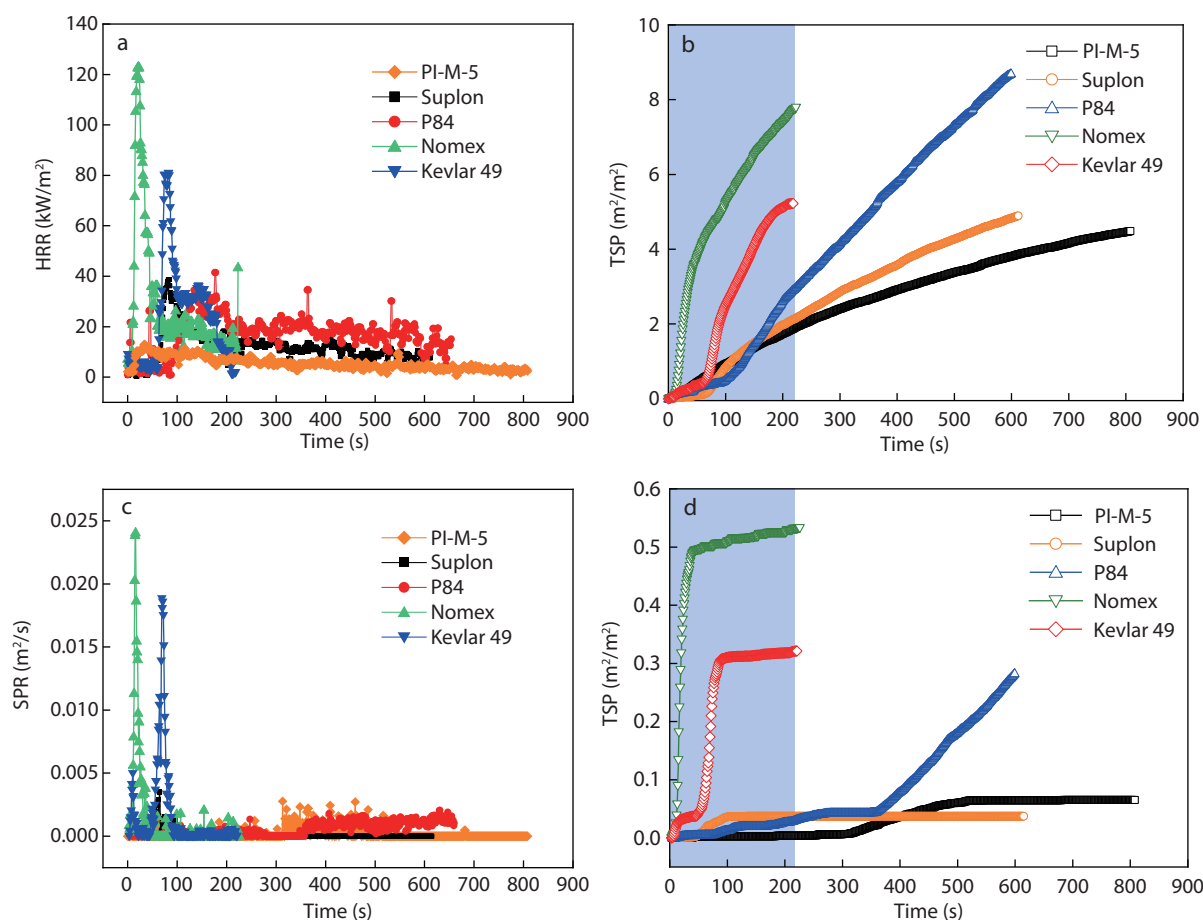 a
HRR (kW/m²)
140
120
100
80
60
40
20
0
PI-M-5
Suplon
P84
Nomex
Kevlar 49
0 100 200 300 400 500 600 700 800 900
Time (s)
b
TSP (m²/m²)
10
8
6
4
2
0
PI-M-5
Suplon
P84
Nomex
Kevlar 49
0 100 200 300 400 500 600 700 800 900
Time (s)
c
SPR (m²/s)
0.025
0.020
0.015
0.010
0.005
0.000
PI-M-5
Suplon
P84
Nomex
Kevlar 49
0 100 200 300 400 500 600 700 800 900
Time (s)
d
TSP (m²/m²)
0.6
0.5
0.4
0.3
0.2
0.1
0.0
PI-M-5
Suplon
P84
Nomex
Kevlar 49
0 100 200 300 400 500 600 700 800 900
Time (s)